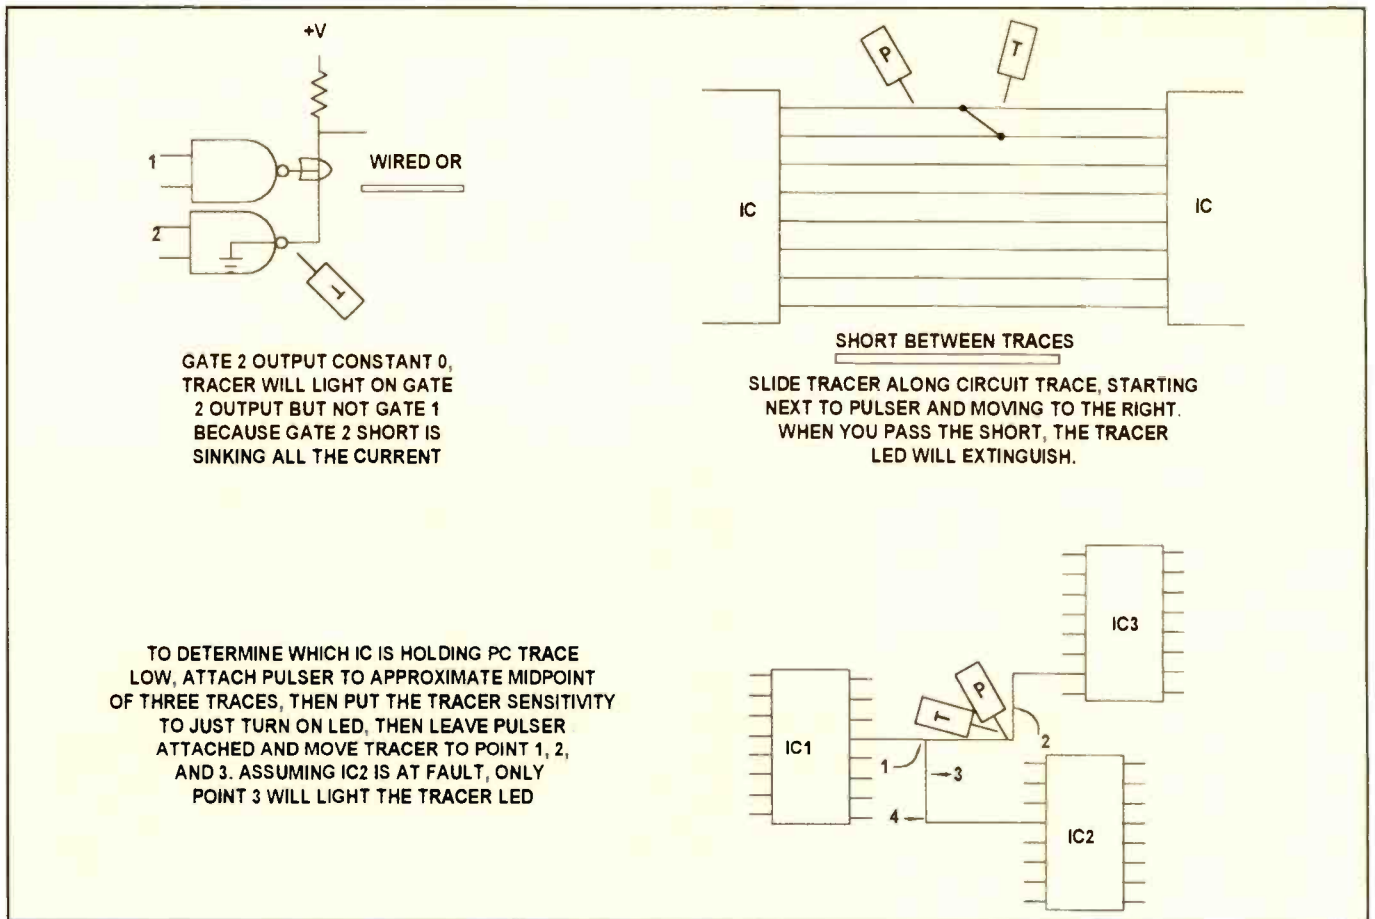 +V
1
WIRED OR
2
T
GATE 2 OUTPUT CONSTANT 0,
TRACER WILL LIGHT ON GATE
2 OUTPUT BUT NOT GATE 1
BECAUSE GATE 2 SHORT IS
SINKING ALL THE CURRENT
P
T
IC
IC
SHORT BETWEEN TRACES
SLIDE TRACER ALONG CIRCUIT TRACE, STARTING
NEXT TO PULSER AND MOVING TO THE RIGHT.
WHEN YOU PASS THE SHORT, THE TRACER
LED WILL EXTINGUISH.
TO DETERMINE WHICH IC IS HOLDING PC TRACE
LOW, ATTACH PULSER TO APPROXIMATE MIDPOINT
OF THREE TRACES, THEN PUT THE TRACER SENSITIVITY
TO JUST TURN ON LED, THEN LEAVE PULSER
ATTACHED AND MOVE TRACER TO POINT 1, 2,
AND 3. ASSUMING IC2 IS AT FAULT, ONLY
POINT 3 WILL LIGHT THE TRACER LED
IC3
P
T
IC1
2
1
3
4
IC2